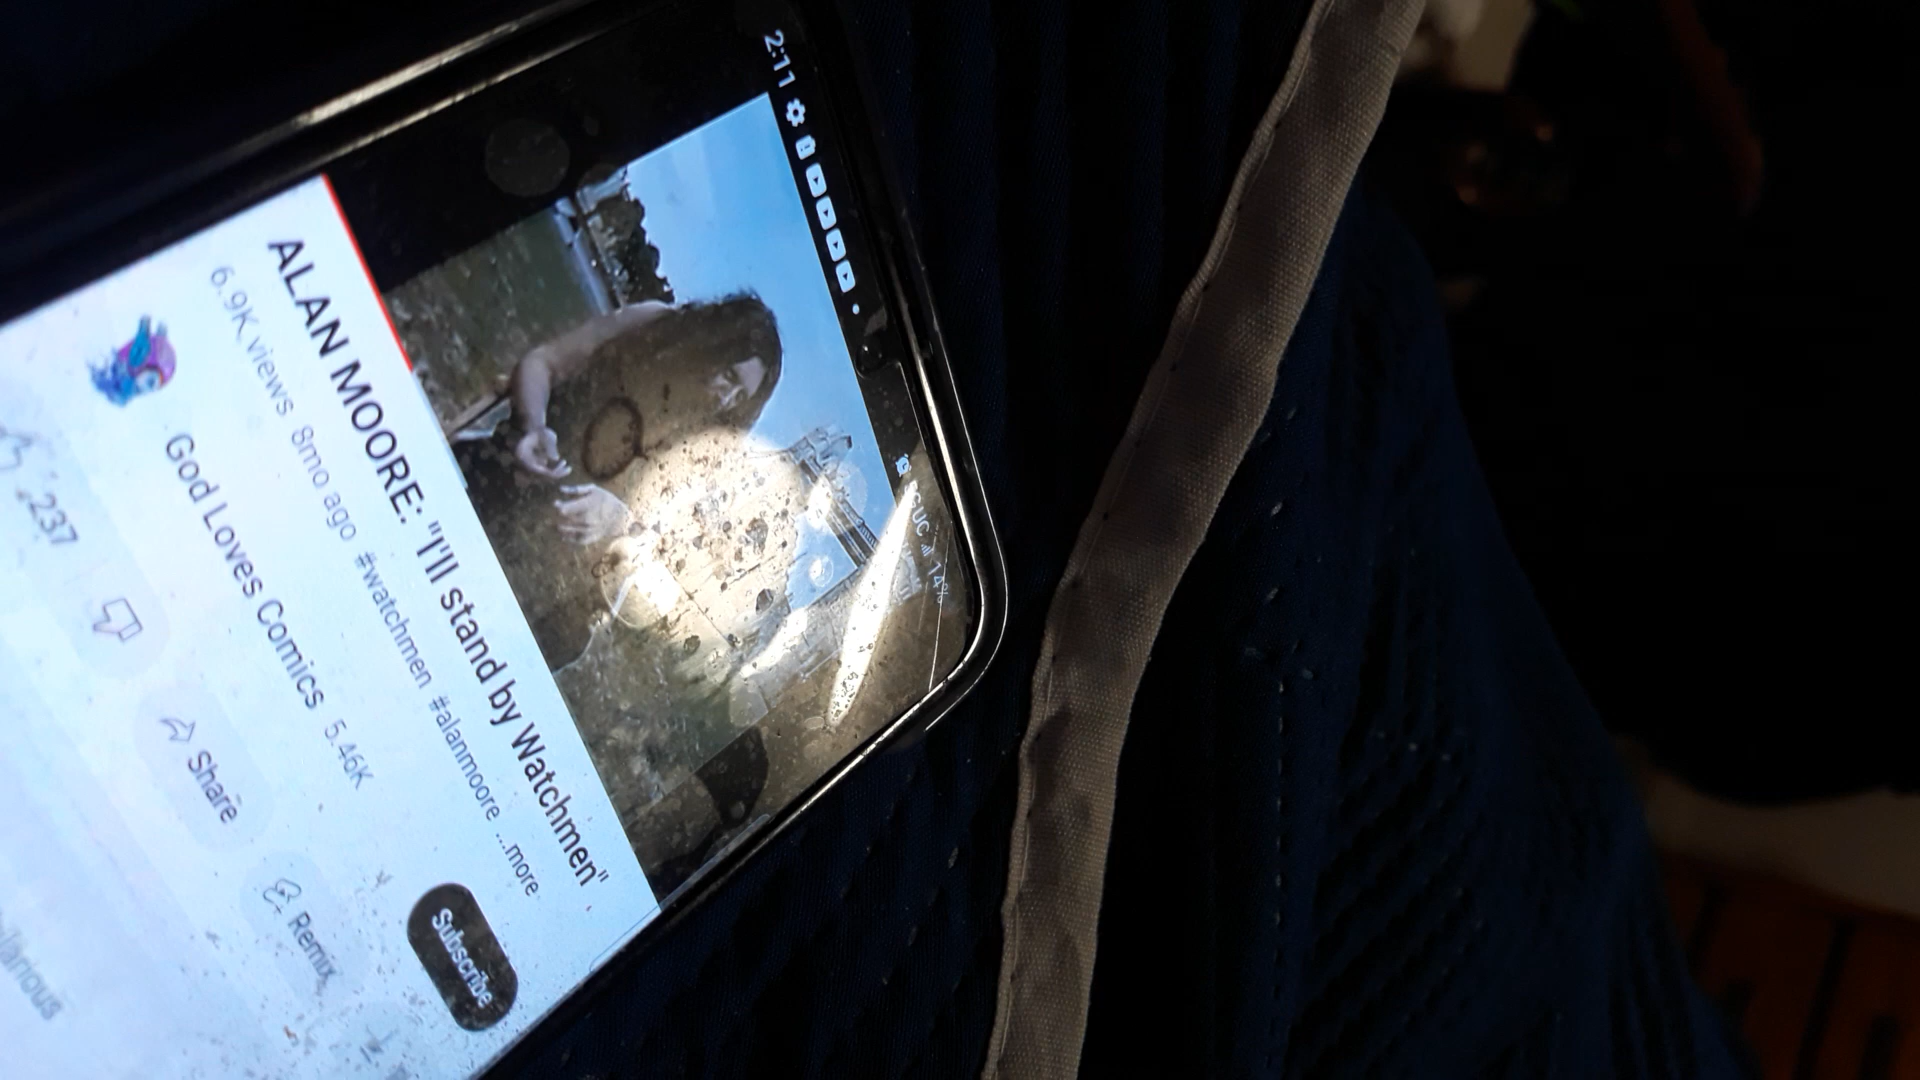 2:11
14%
ALAN MOORE: "I'll stand by Watchmen"
6.9K views 8mo ago #watchmen #alanmoore ...more
God Loves Comics 5.46K
Subscribe
237
Share
Remix